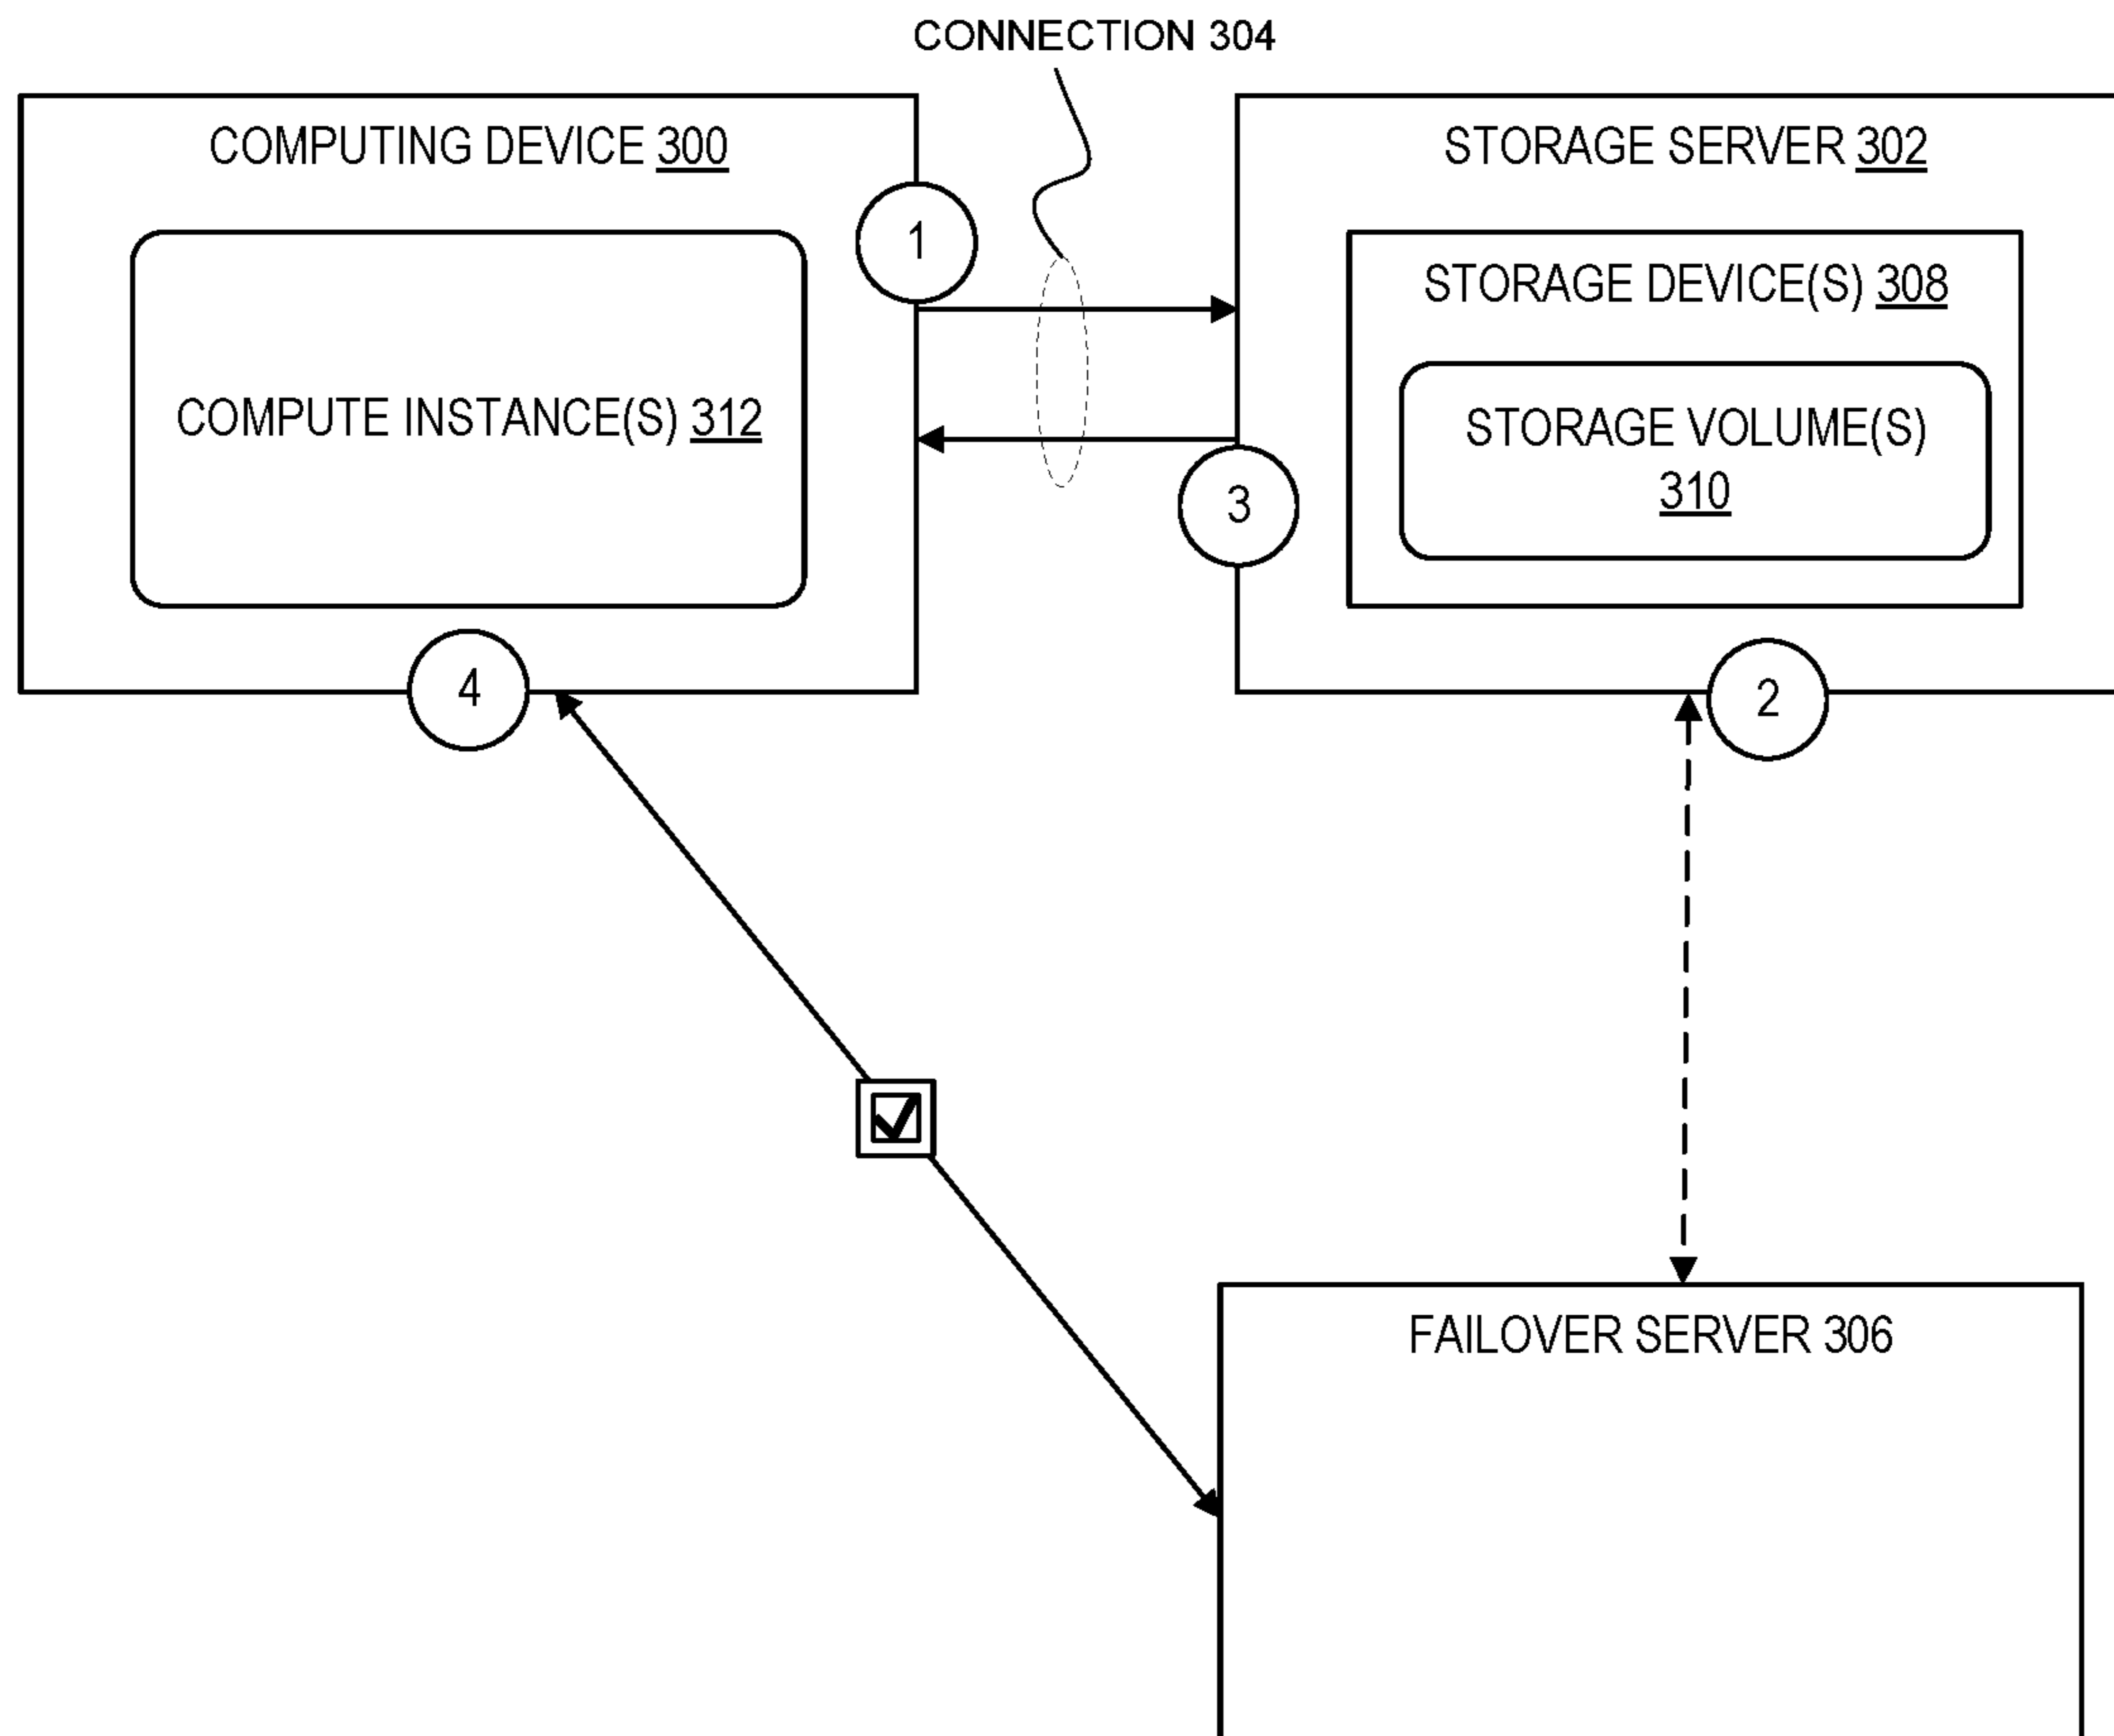 CONNECTION 304
COMPUTING DEVICE 300
STORAGE SERVER 302
1
STORAGE DEVICE(S) 308
COMPUTE INSTANCE(S) 312
STORAGE VOLUME(S)
310
3
4
2
FAILOVER SERVER 306